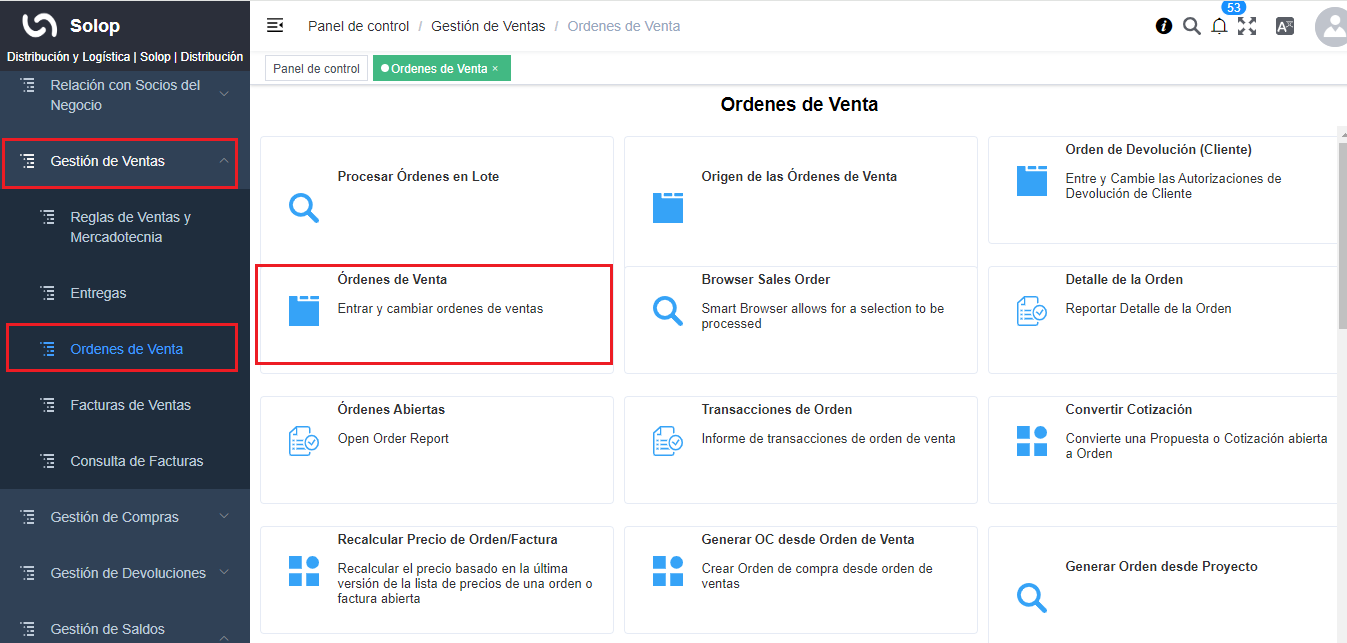 Solop
Distribución y Logística | Solop | Distribución
Relación con Socios del
Negocio
Gestión de Ventas
Reglas de Ventas y
Mercadotecnia
Entregas
Ordenes de Venta
Facturas de Ventas
Consulta de Facturas
Gestión de Compras
Gestión de Devoluciones
Gestión de Saldos
Panel de control / Gestión de Ventas / Ordenes de Venta
53
Panel de control
Ordenes de Venta ×
Ordenes de Venta
Procesar Órdenes en Lote
Origen de las Órdenes de Venta
Orden de Devolución (Cliente)
Entre y Cambie las Autorizaciones de
Devolución de Cliente
Órdenes de Venta
Entrar y cambiar ordenes de ventas
Browser Sales Order
Smart Browser allows for a selection to be
processed
Detalle de la Orden
Reportar Detalle de la Orden
Órdenes Abiertas
Open Order Report
Transacciones de Orden
Informe de transacciones de orden de venta
Convertir Cotización
Convierte una Propuesta o Cotización abierta
a Orden
Recalcular Precio de Orden/Factura
Recalcular el precio basado en la última
versión de la lista de precios de una orden o
factura abierta
Generar OC desde Orden de Venta
Crear Orden de compra desde orden de
ventas
Generar Orden desde Proyecto